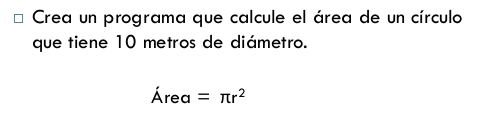 Crea un programa que calcule el área de un círculo
que tiene 10 metros de diámetro.
Área = πr²